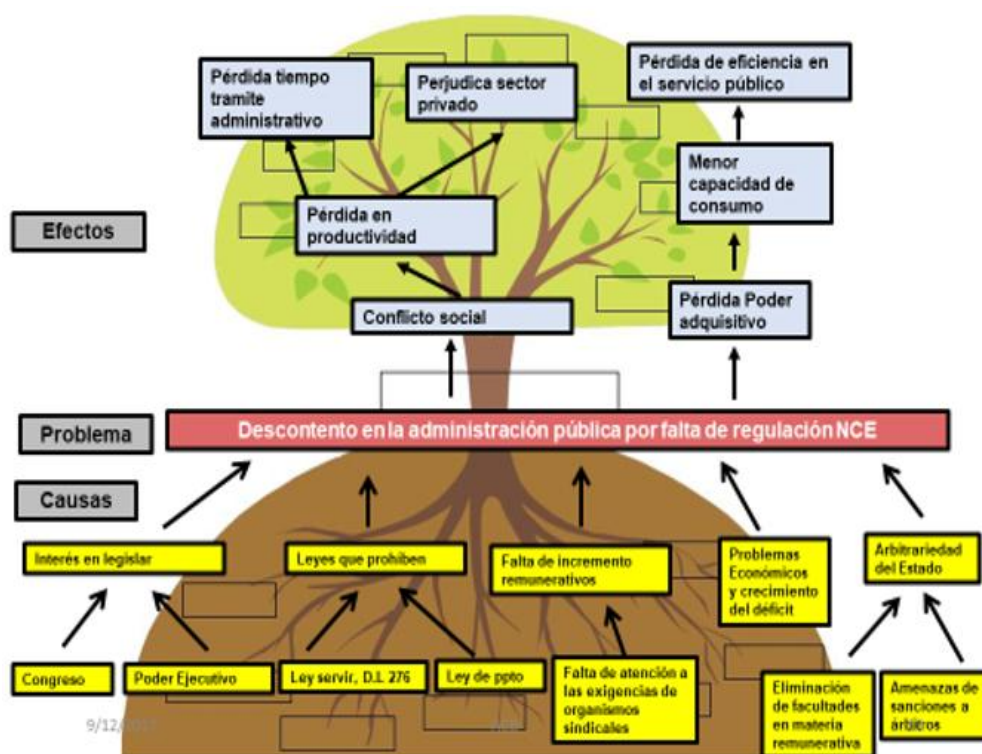 Pérdida tiempo
tramite
administrativo
Perjudica sector
privado
Pérdida de eficiencia en
el servicio público
Menor
capacidad de
consumo
Efectos
Pérdida en
productividad
Conflicto social
Pérdida Poder
adquisitivo
Problema
Descontento en la administración pública por falta de regulación NCE
Causas
Interés en legislar
Leyes que prohiben
Falta de incremento
remunerativos
Problemas
Económicos
y crecimiento
del déficit
Arbitrariedad
del Estado
Congreso
Poder Ejecutivo
Ley servir, D.L 276
Ley de ppto
Falta de atención a
las exigencias de
organismos
sindicales
Eliminación
de facultades
en materia
remunerativa
Amenazas de
sanciones a
árbitros